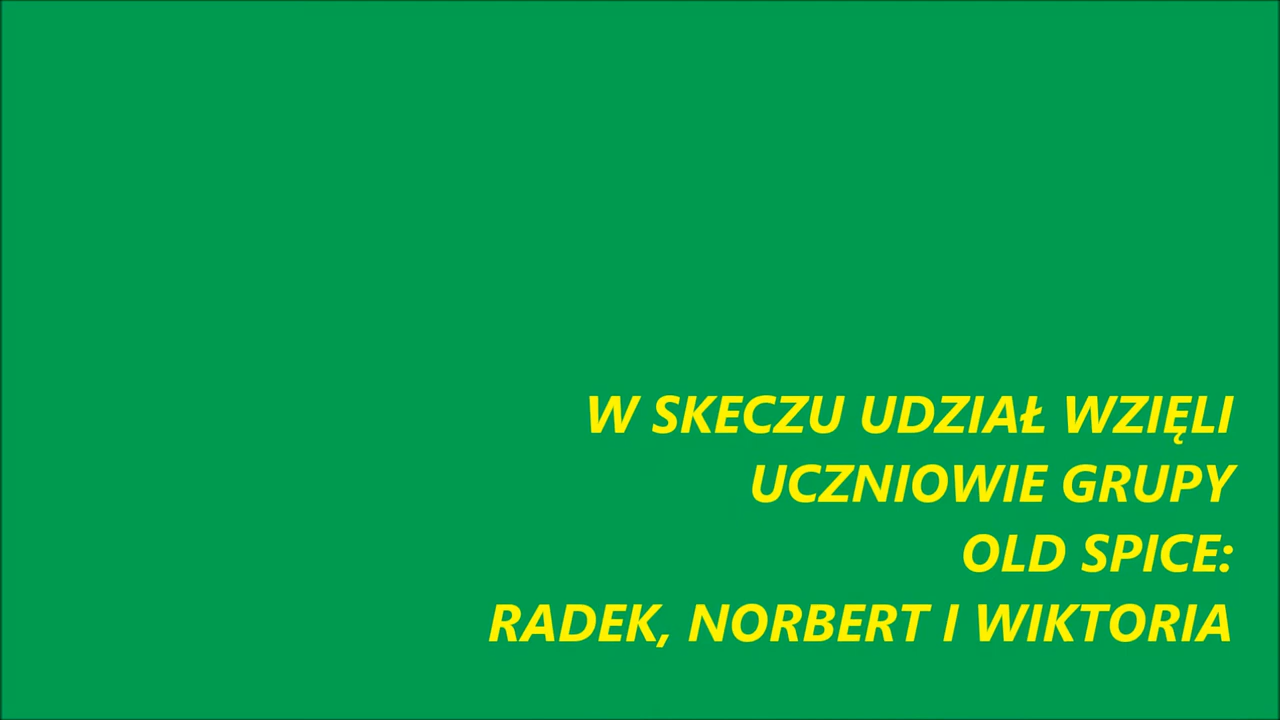 W SKECZU UDZIAŁ WZIĘLI
UCZNIOWIE GRUPY
OLD SPICE:
RADEK, NORBERT I WIKTORIA